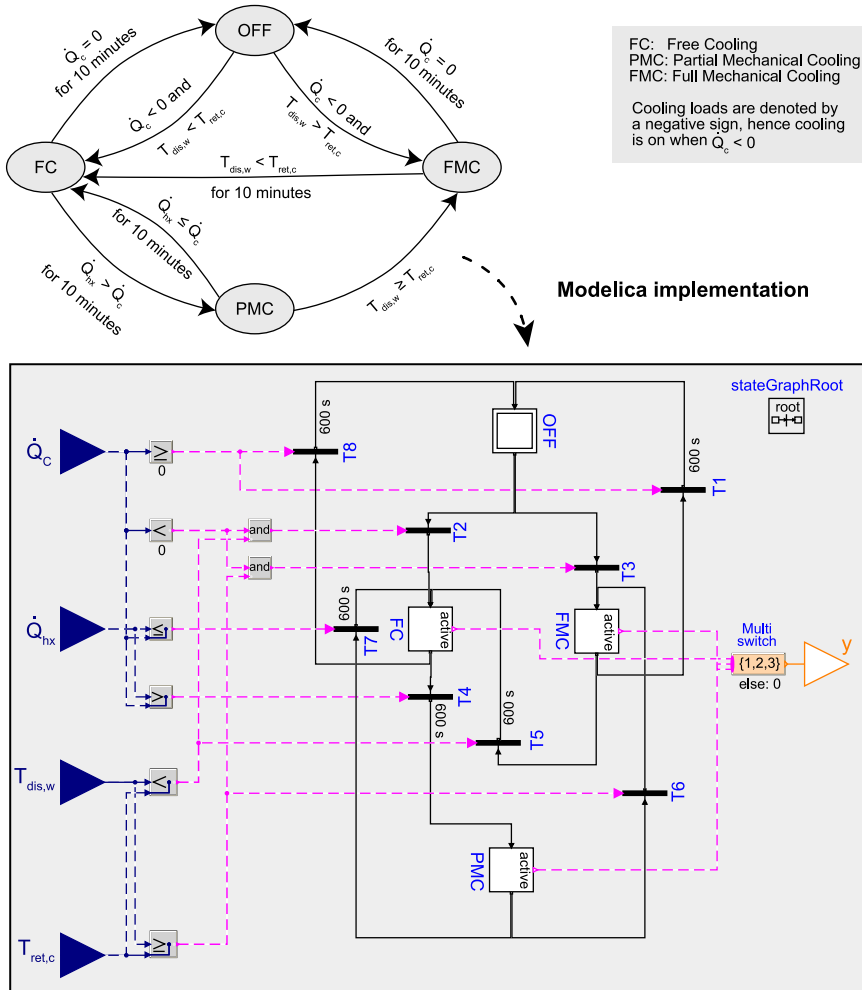 OFF
Q̇c = 0
for 10 minutes
Q̇c = 0
for 10 minutes
Q̇c < 0 and
Tdis,w < Tret,c
Q̇c < 0 and
Tdis,w > Tret,c
FC
FMC
Tdis,w < Tret,c
for 10 minutes
Q̇hx ≤ Q̇c
for 10 minutes
Q̇hx > Q̇c
for 10 minutes
PMC
Tdis,w ≥ Tret,c
FC: Free Cooling
PMC: Partial Mechanical Cooling
FMC: Full Mechanical Cooling
Cooling loads are denoted by
a negative sign, hence cooling
is on when Q̇c < 0
Modelica implementation
stateGraphRoot
root
Q̇C
≥
0
600 s
T8
OFF
600 s
T1
<
0
and
T2
and
T3
Q̇hx
≤
600 s
T7
FC
active
FMC
active
Multi
switch
{1,2,3}
else: 0
y
>
T4
600 s
600 s
T5
Tdis,w
<
T6
PMC
active
Tret,c
≥